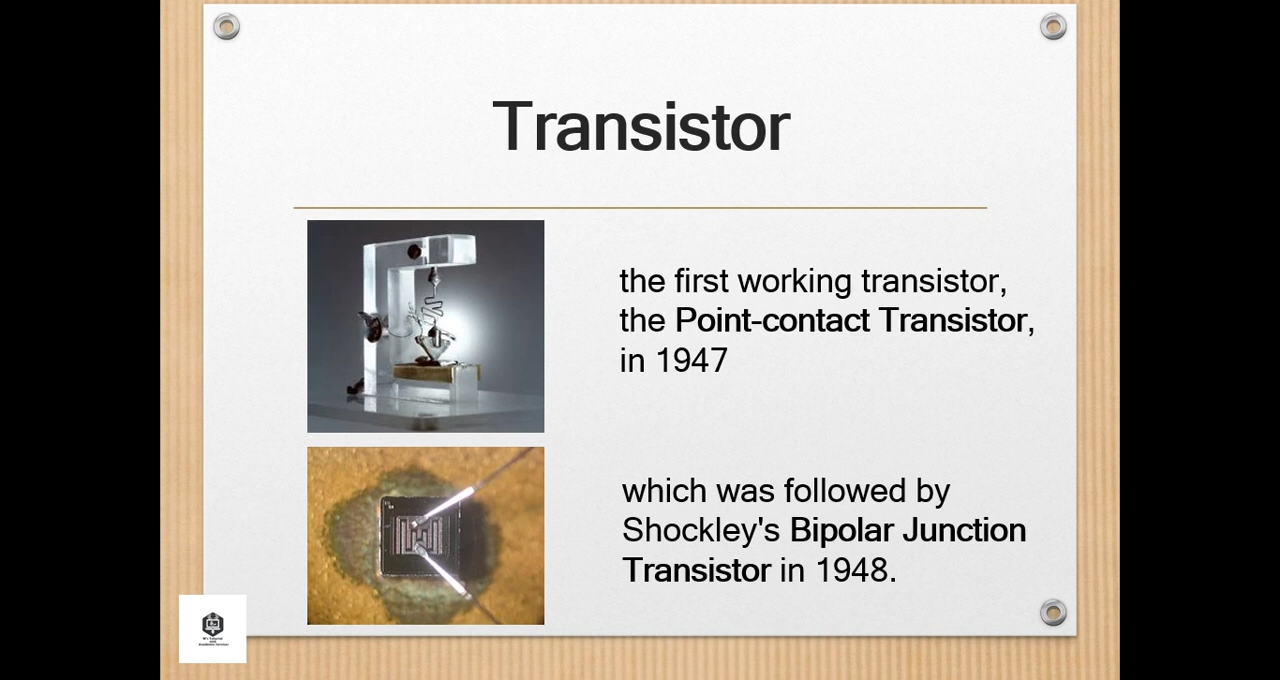 Transistor
the first working transistor,
the Point-contact Transistor,
in 1947
which was followed by
Shockley's Bipolar Junction
Transistor in 1948.